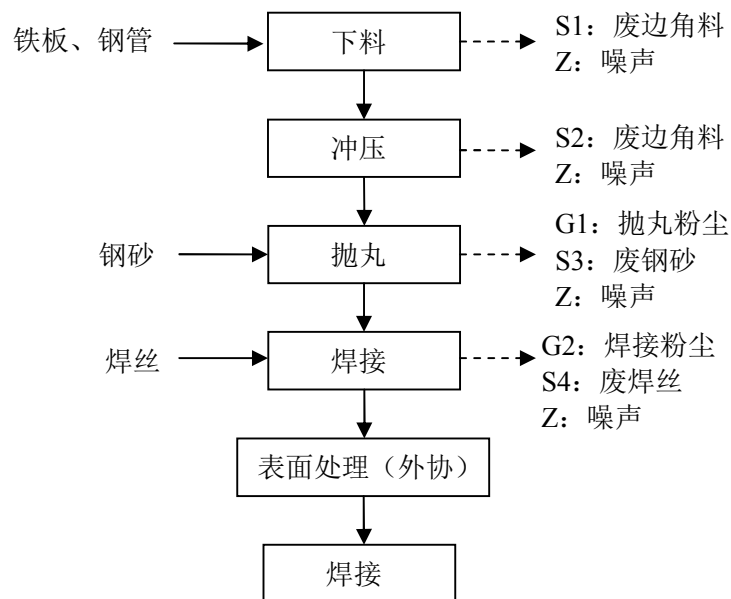 铁板、钢管
下料
S1：废边角料
Z：噪声
冲压
S2：废边角料
Z：噪声
钢砂
抛丸
G1：抛丸粉尘
S3：废钢砂
Z：噪声
焊丝
焊接
G2：焊接粉尘
S4：废焊丝
Z：噪声
表面处理（外协）
焊接